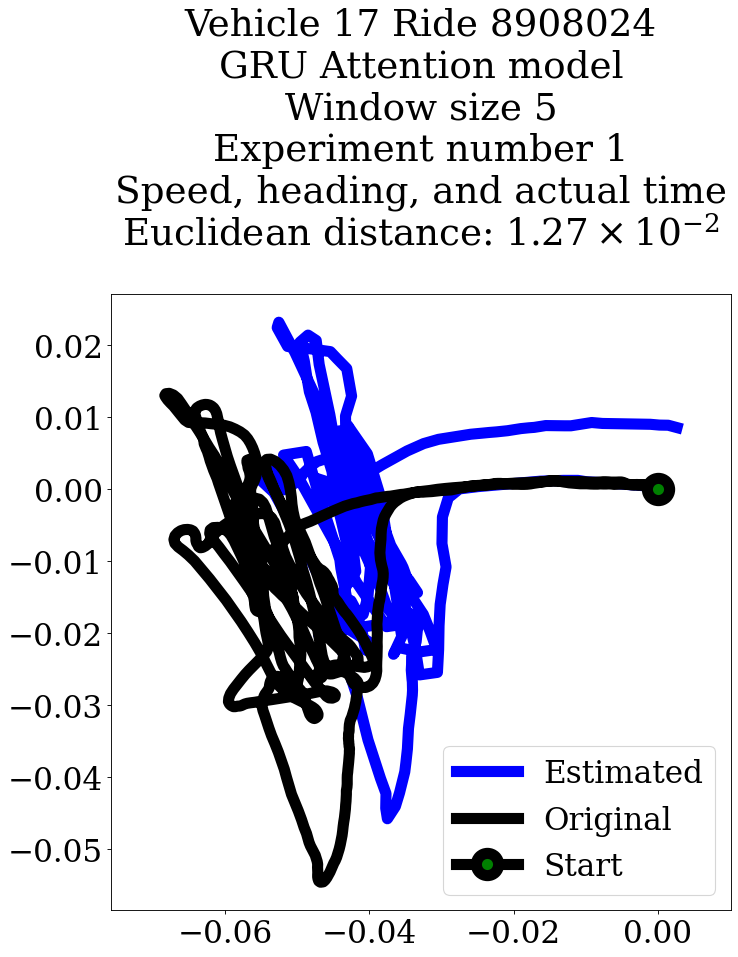 Vehicle 17 Ride 8908024
GRU Attention model
Window size 5
Experiment number 1
Speed, heading, and actual time
Euclidean distance: 1.27 × 10⁻²
0.02
0.01
0.00
−0.01
−0.02
−0.03
−0.04
−0.05
Estimated
Original
Start
−0.06
−0.04
−0.02
0.00